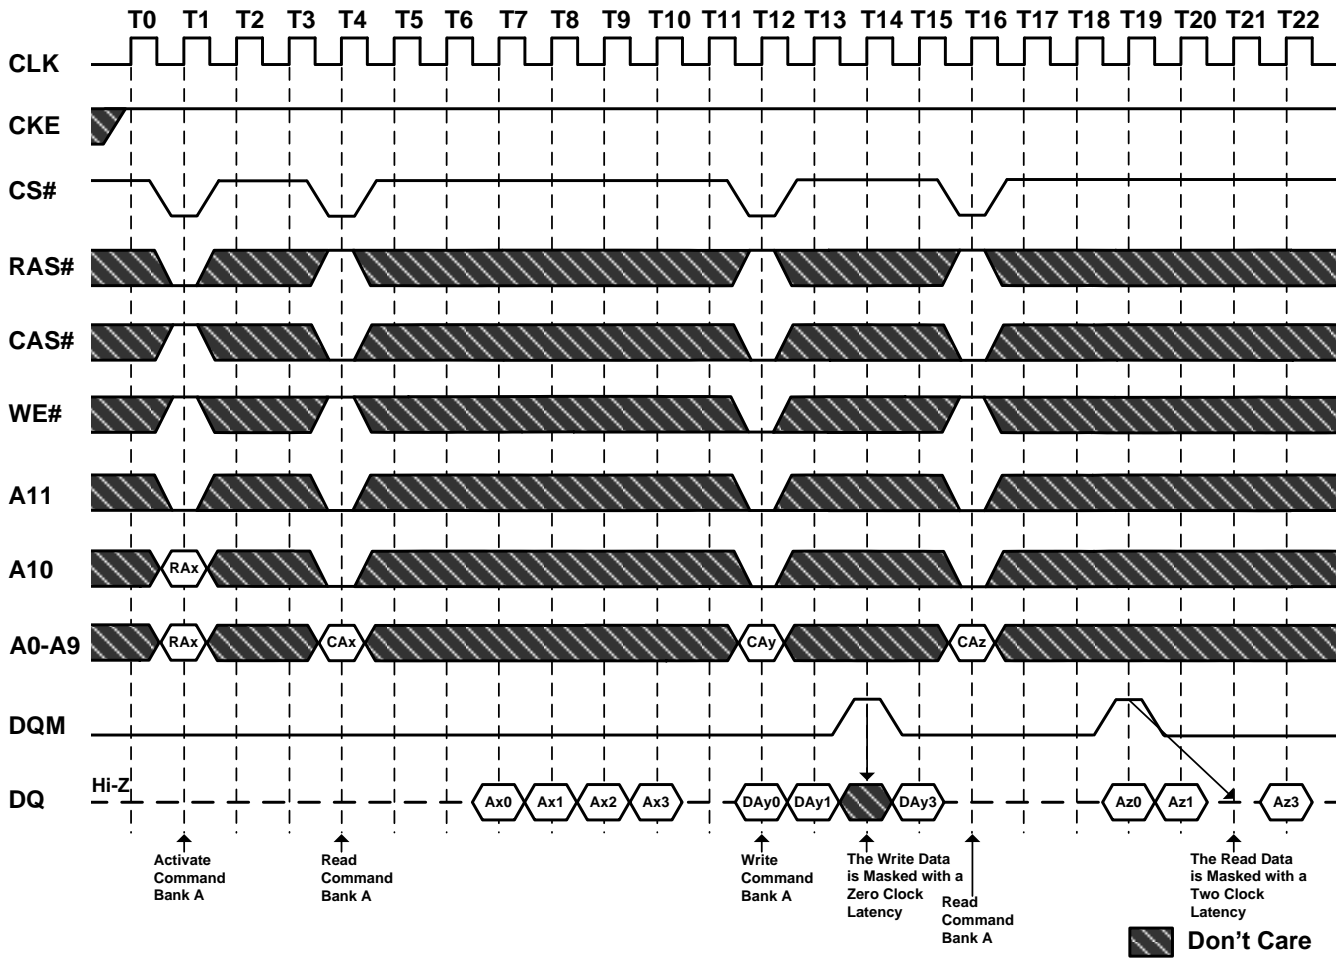 T0 T1 T2 T3 T4 T5 T6 T7 T8 T9 T10 T11 T12 T13 T14 T15 T16 T17 T18 T19 T20 T21 T22
CLK
CKE
CS#
RAS#
CAS#
WE#
A11
A10 RAx
A0-A9 RAx CAx CAy CAz
DQM
Hi-Z
DQ Ax0 Ax1 Ax2 Ax3 DAy0 DAy1 DAy3 Az0 Az1 Az3
Activate
Command
Bank A
Read
Command
Bank A
Write
Command
Bank A
The Write Data
is Masked with a
Zero Clock
Latency
Read
Command
Bank A
The Read Data
is Masked with a
Two Clock
Latency
Don't Care